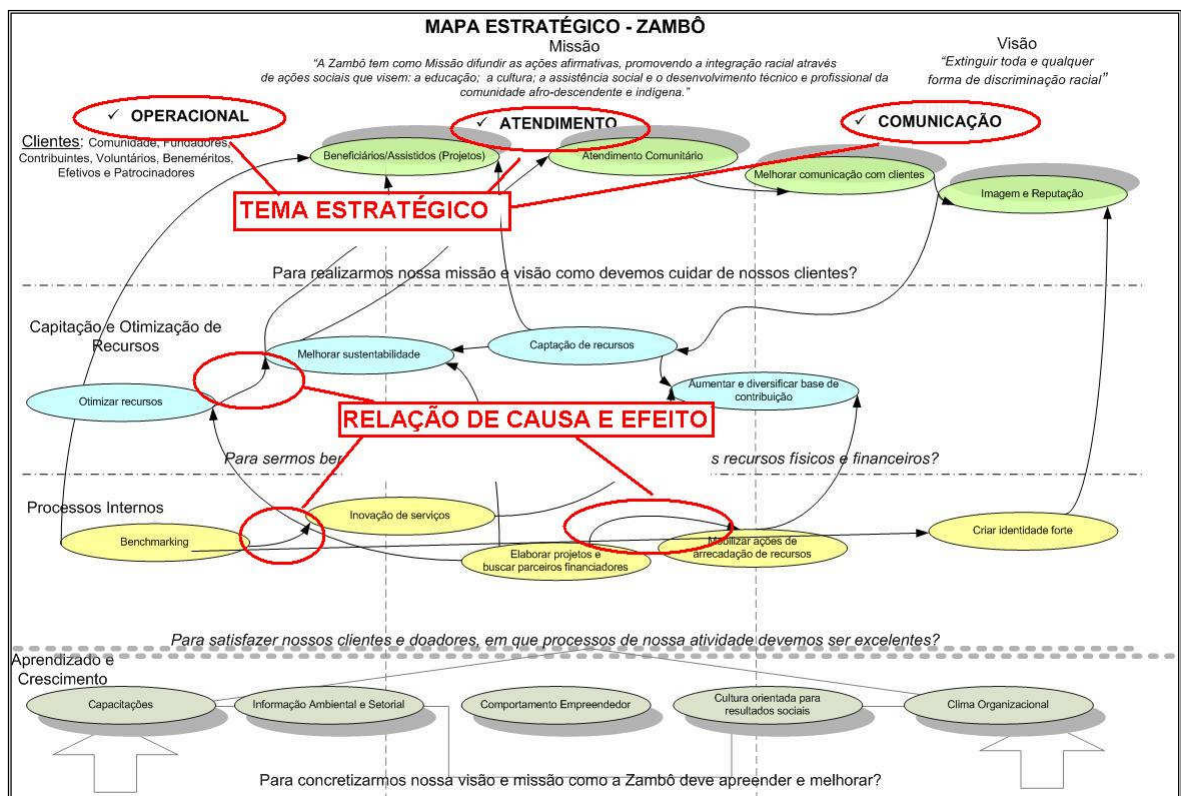 MAPA ESTRATÉGICO - ZAMBÔ
Missão
“A Zambô tem como Missão difundir as ações afirmativas, promovendo a integração racial através
de ações sociais que visem: a educação; a cultura; a assistência social e o desenvolvimento técnico e profissional da
comunidade afro-descendente e indígena.”
Visão
“Extinguir toda e qualquer
forma de discriminação racial”
✓ OPERACIONAL
✓ ATENDIMENTO
✓ COMUNICAÇÃO
Clientes: Comunidade, Fundadores,
Contribuintes, Voluntários, Beneméritos,
Efetivos e Patrocinadores
Beneficiários/Assistidos (Projetos)
Atendimento Comunitário
Melhorar comunicação com clientes
Imagem e Reputação
TEMA ESTRATÉGICO
Para realizarmos nossa missão e visão como devemos cuidar de nossos clientes?
Capitação e Otimização de
Recursos
Melhorar sustentabilidade
Captação de recursos
Otimizar recursos
Aumentar e diversificar base de
contribuição
RELAÇÃO DE CAUSA E EFEITO
Para sermos ber
s recursos físicos e financeiros?
Processos Internos
Inovação de serviços
Benchmarking
Elaborar projetos e
buscar parceiros financiadores
Mobilizar ações de
arrecadação de recursos
Criar identidade forte
Para satisfazer nossos clientes e doadores, em que processos de nossa atividade devemos ser excelentes?
Aprendizado e
Crescimento
Capacitações
Informação Ambiental e Setorial
Comportamento Empreendedor
Cultura orientada para
resultados sociais
Clima Organizacional
Para concretizarmos nossa visão e missão como a Zambô deve apreender e melhorar?